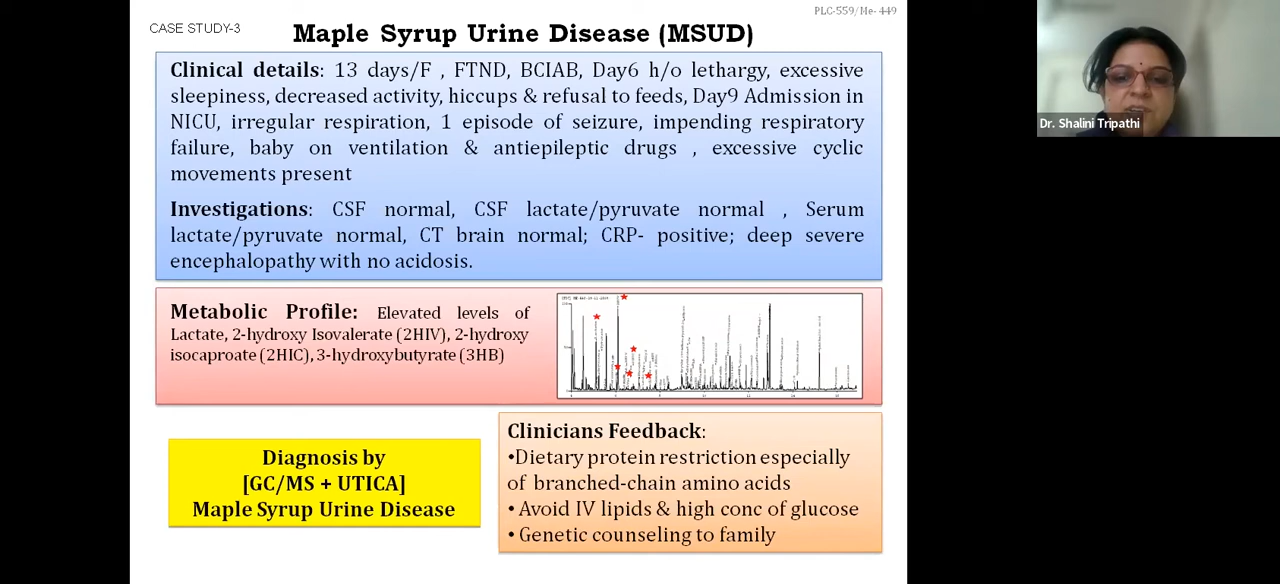 PLC-559/Me-449
CASE STUDY-3
Maple Syrup Urine Disease (MSUD)
Clinical details: 13 days/F , FTND, BCIAB, Day6 h/o lethargy, excessive
sleepiness, decreased activity, hiccups & refusal to feeds, Day9 Admission in
NICU, irregular respiration, 1 episode of seizure, impending respiratory
failure, baby on ventilation & antiepileptic drugs , excessive cyclic
movements present
Investigations: CSF normal, CSF lactate/pyruvate normal , Serum
lactate/pyruvate normal, CT brain normal; CRP- positive; deep severe
encephalopathy with no acidosis.
Metabolic Profile: Elevated levels of
Lactate, 2-hydroxy Isovalerate (2HIV), 2-hydroxy
isocaproate (2HIC), 3-hydroxybutyrate (3HB)
Diagnosis by
[GC/MS + UTICA]
Maple Syrup Urine Disease
Clinicians Feedback:
•Dietary protein restriction especially
of branched-chain amino acids
• Avoid IV lipids & high conc of glucose
• Genetic counseling to family
Dr. Shalini Tripathi